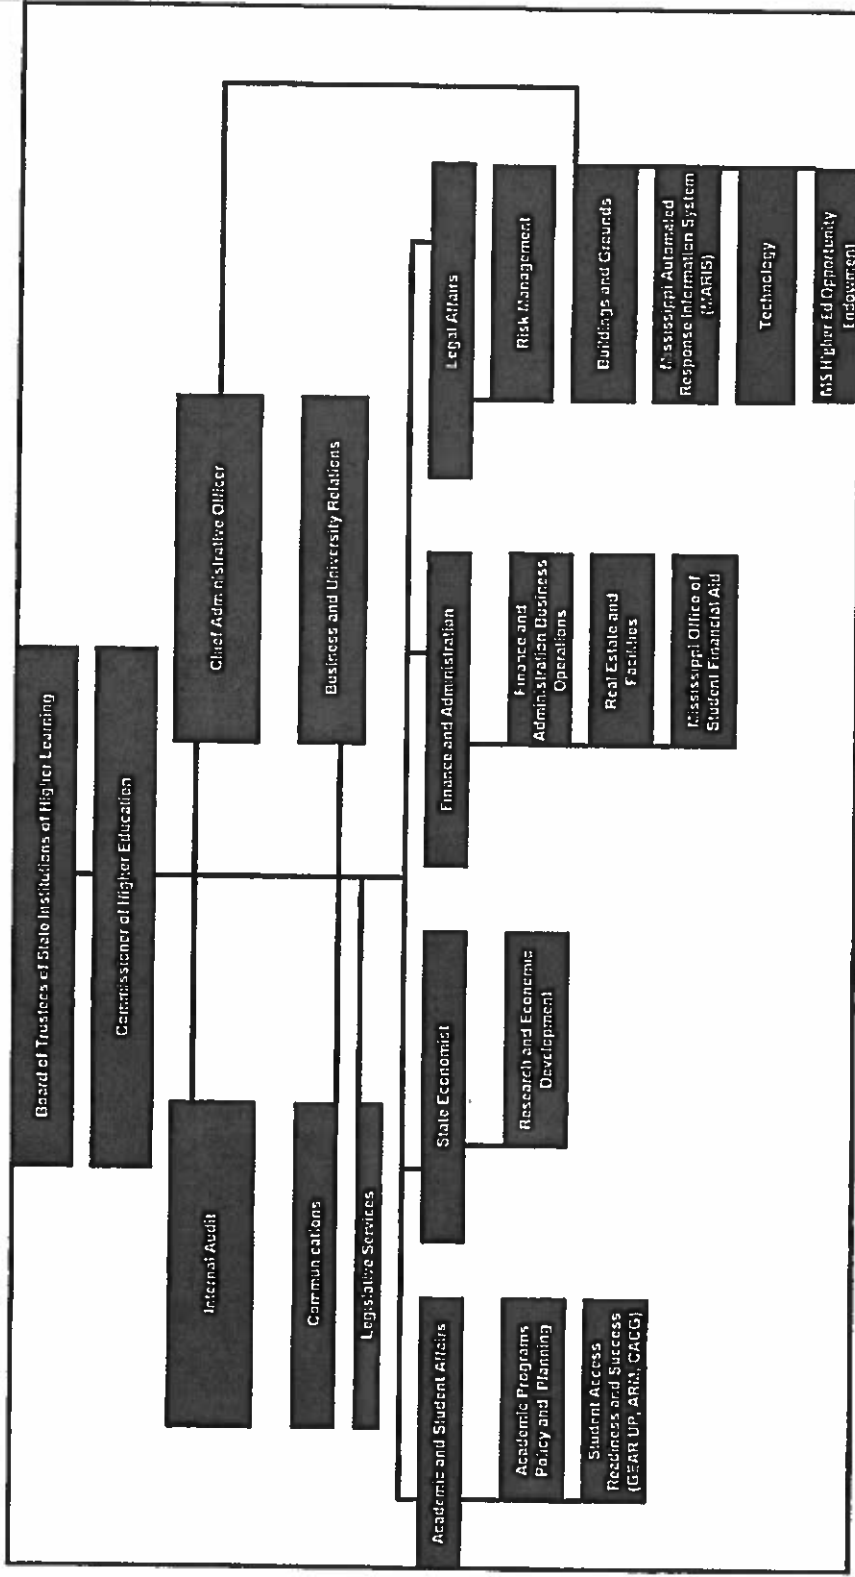 Board of Trustees of State Institutions of Higher Learning
Commissioner of Higher Education
Internal Audit
Chief Administrative Officer
Communications
Business and University Relations
Legislative Services
Academic and Student Affairs
State Economist
Finance and Administration
Legal Affairs
Academic Programs
Policy and Planning
Student Access
Readiness and Success
(GEAR UP, ARM, CACG)
Research and Economic
Development
Finance and
Administration Business
Operations
Real Estate and
Facilities
Mississippi Office of
Student Financial Aid
Risk Management
Buildings and Grounds
Mississippi Automated
Response Information System
(MARIS)
Technology
MS Higher Ed Opportunity
Endowment